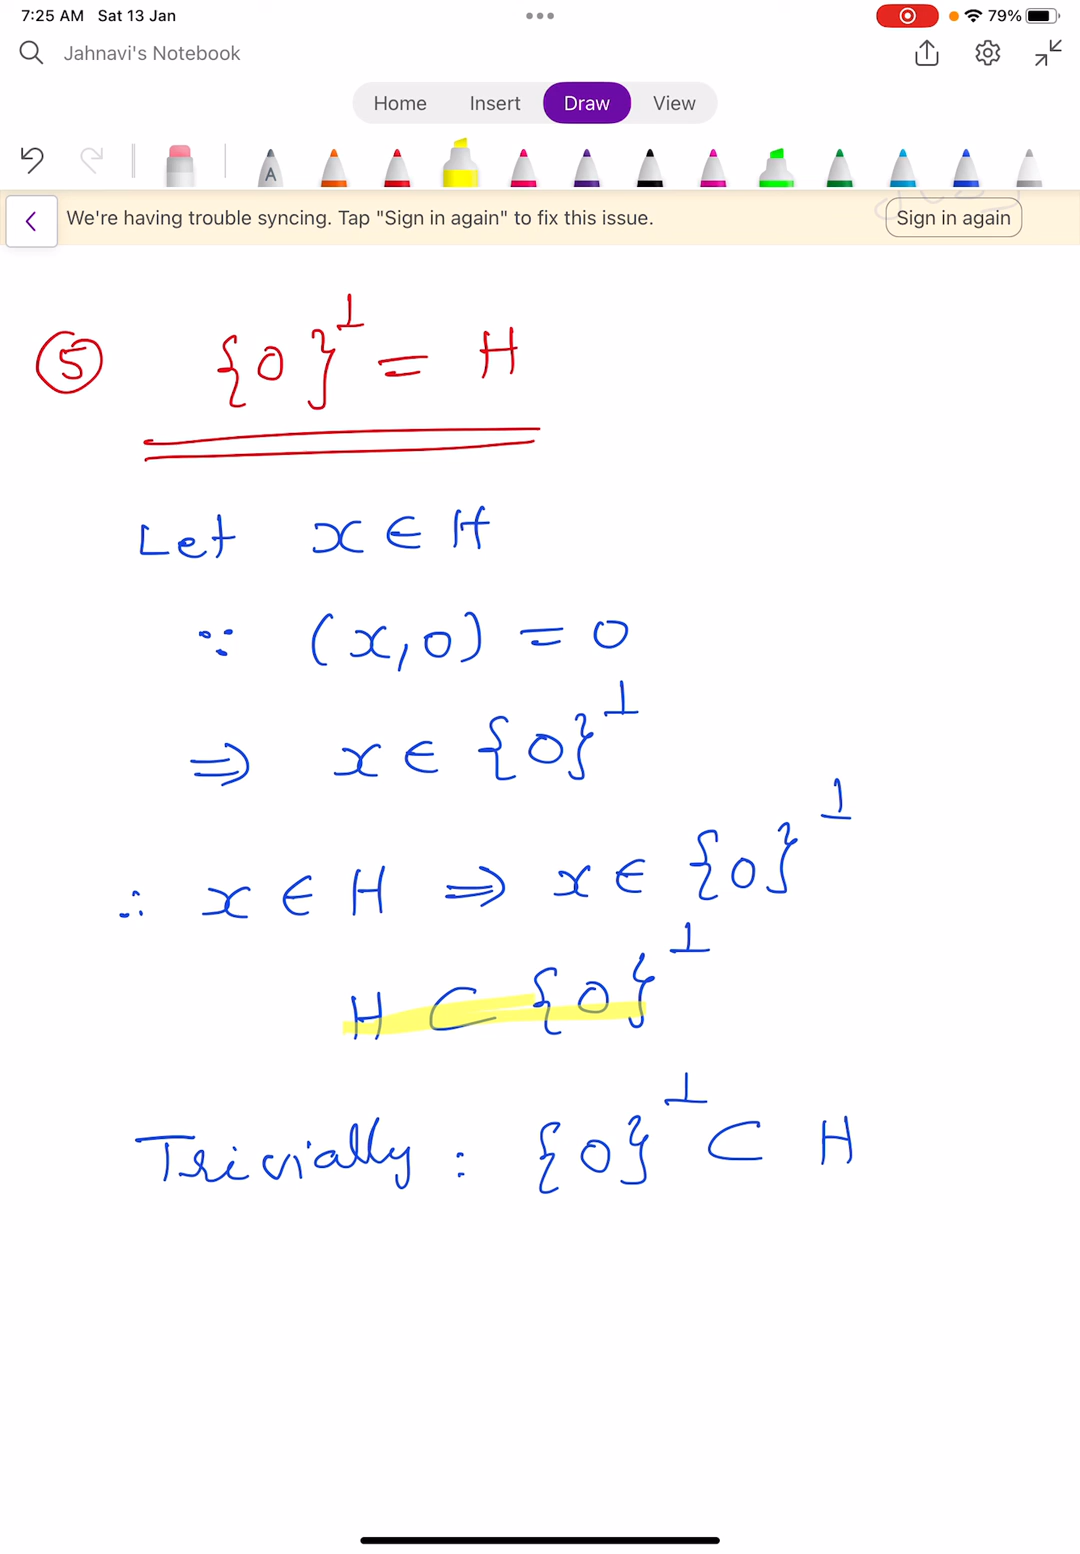 7:25 AM Sat 13 Jan
79%
Jahnavi's Notebook
Home Insert Draw View
A
We're having trouble syncing. Tap "Sign in again" to fix this issue.
Sign in again
⑤ {0}⊥ = H
Let x ∈ H
∵ (x,0) = 0
⇒ x ∈ {0}⊥
∴ x ∈ H ⇒ x ∈ {0}⊥
H ⊂ {0}⊥
Trivially : {0}⊥ ⊂ H